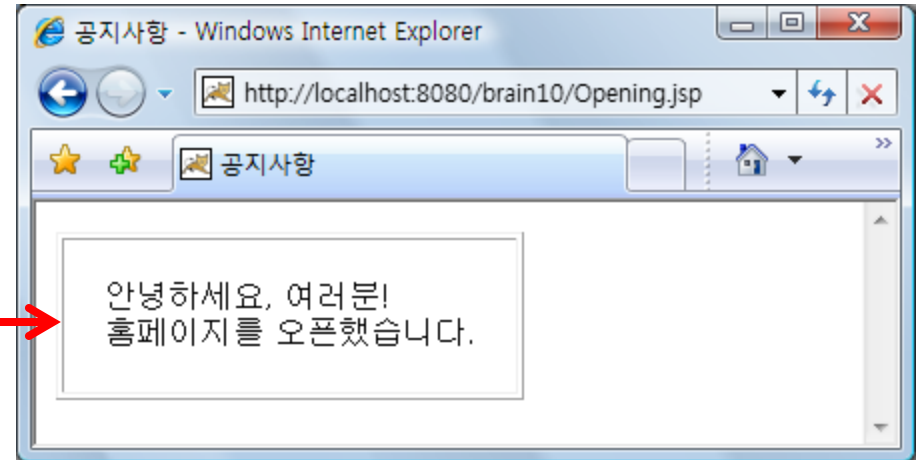 공지사항 - Windows Internet Explorer
http://localhost:8080/brain10/Opening.jsp
공지사항
안녕하세요, 여러분!
홈페이지를 오픈했습니다.